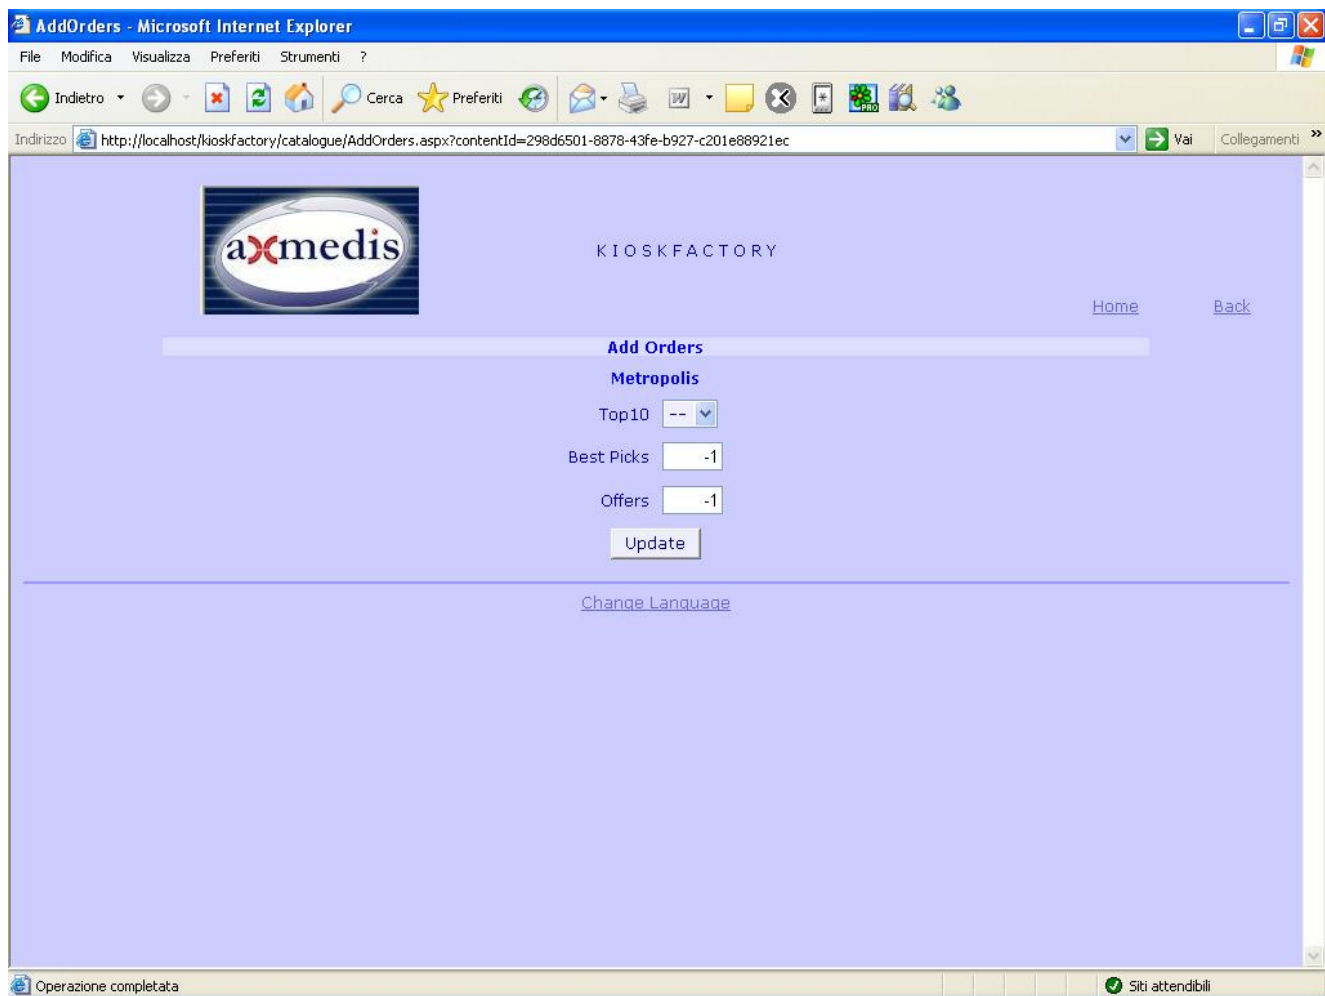 AddOrders - Microsoft Internet Explorer
File Modifica Visualizza Preferiti Strumenti ?
Indietro Cerca Preferiti
Indirizzo http://localhost/kioskfactory/catalogue/AddOrders.aspx?contentId=298d6501-8878-43fe-b927-c201e88921ec Vai Collegamenti »
axmedis
KIOSKFACTORY
Home Back
Add Orders
Metropolis
Top10 --
Best Picks -1
Offers -1
Update
Change Language
Operazione completata Siti attendibili